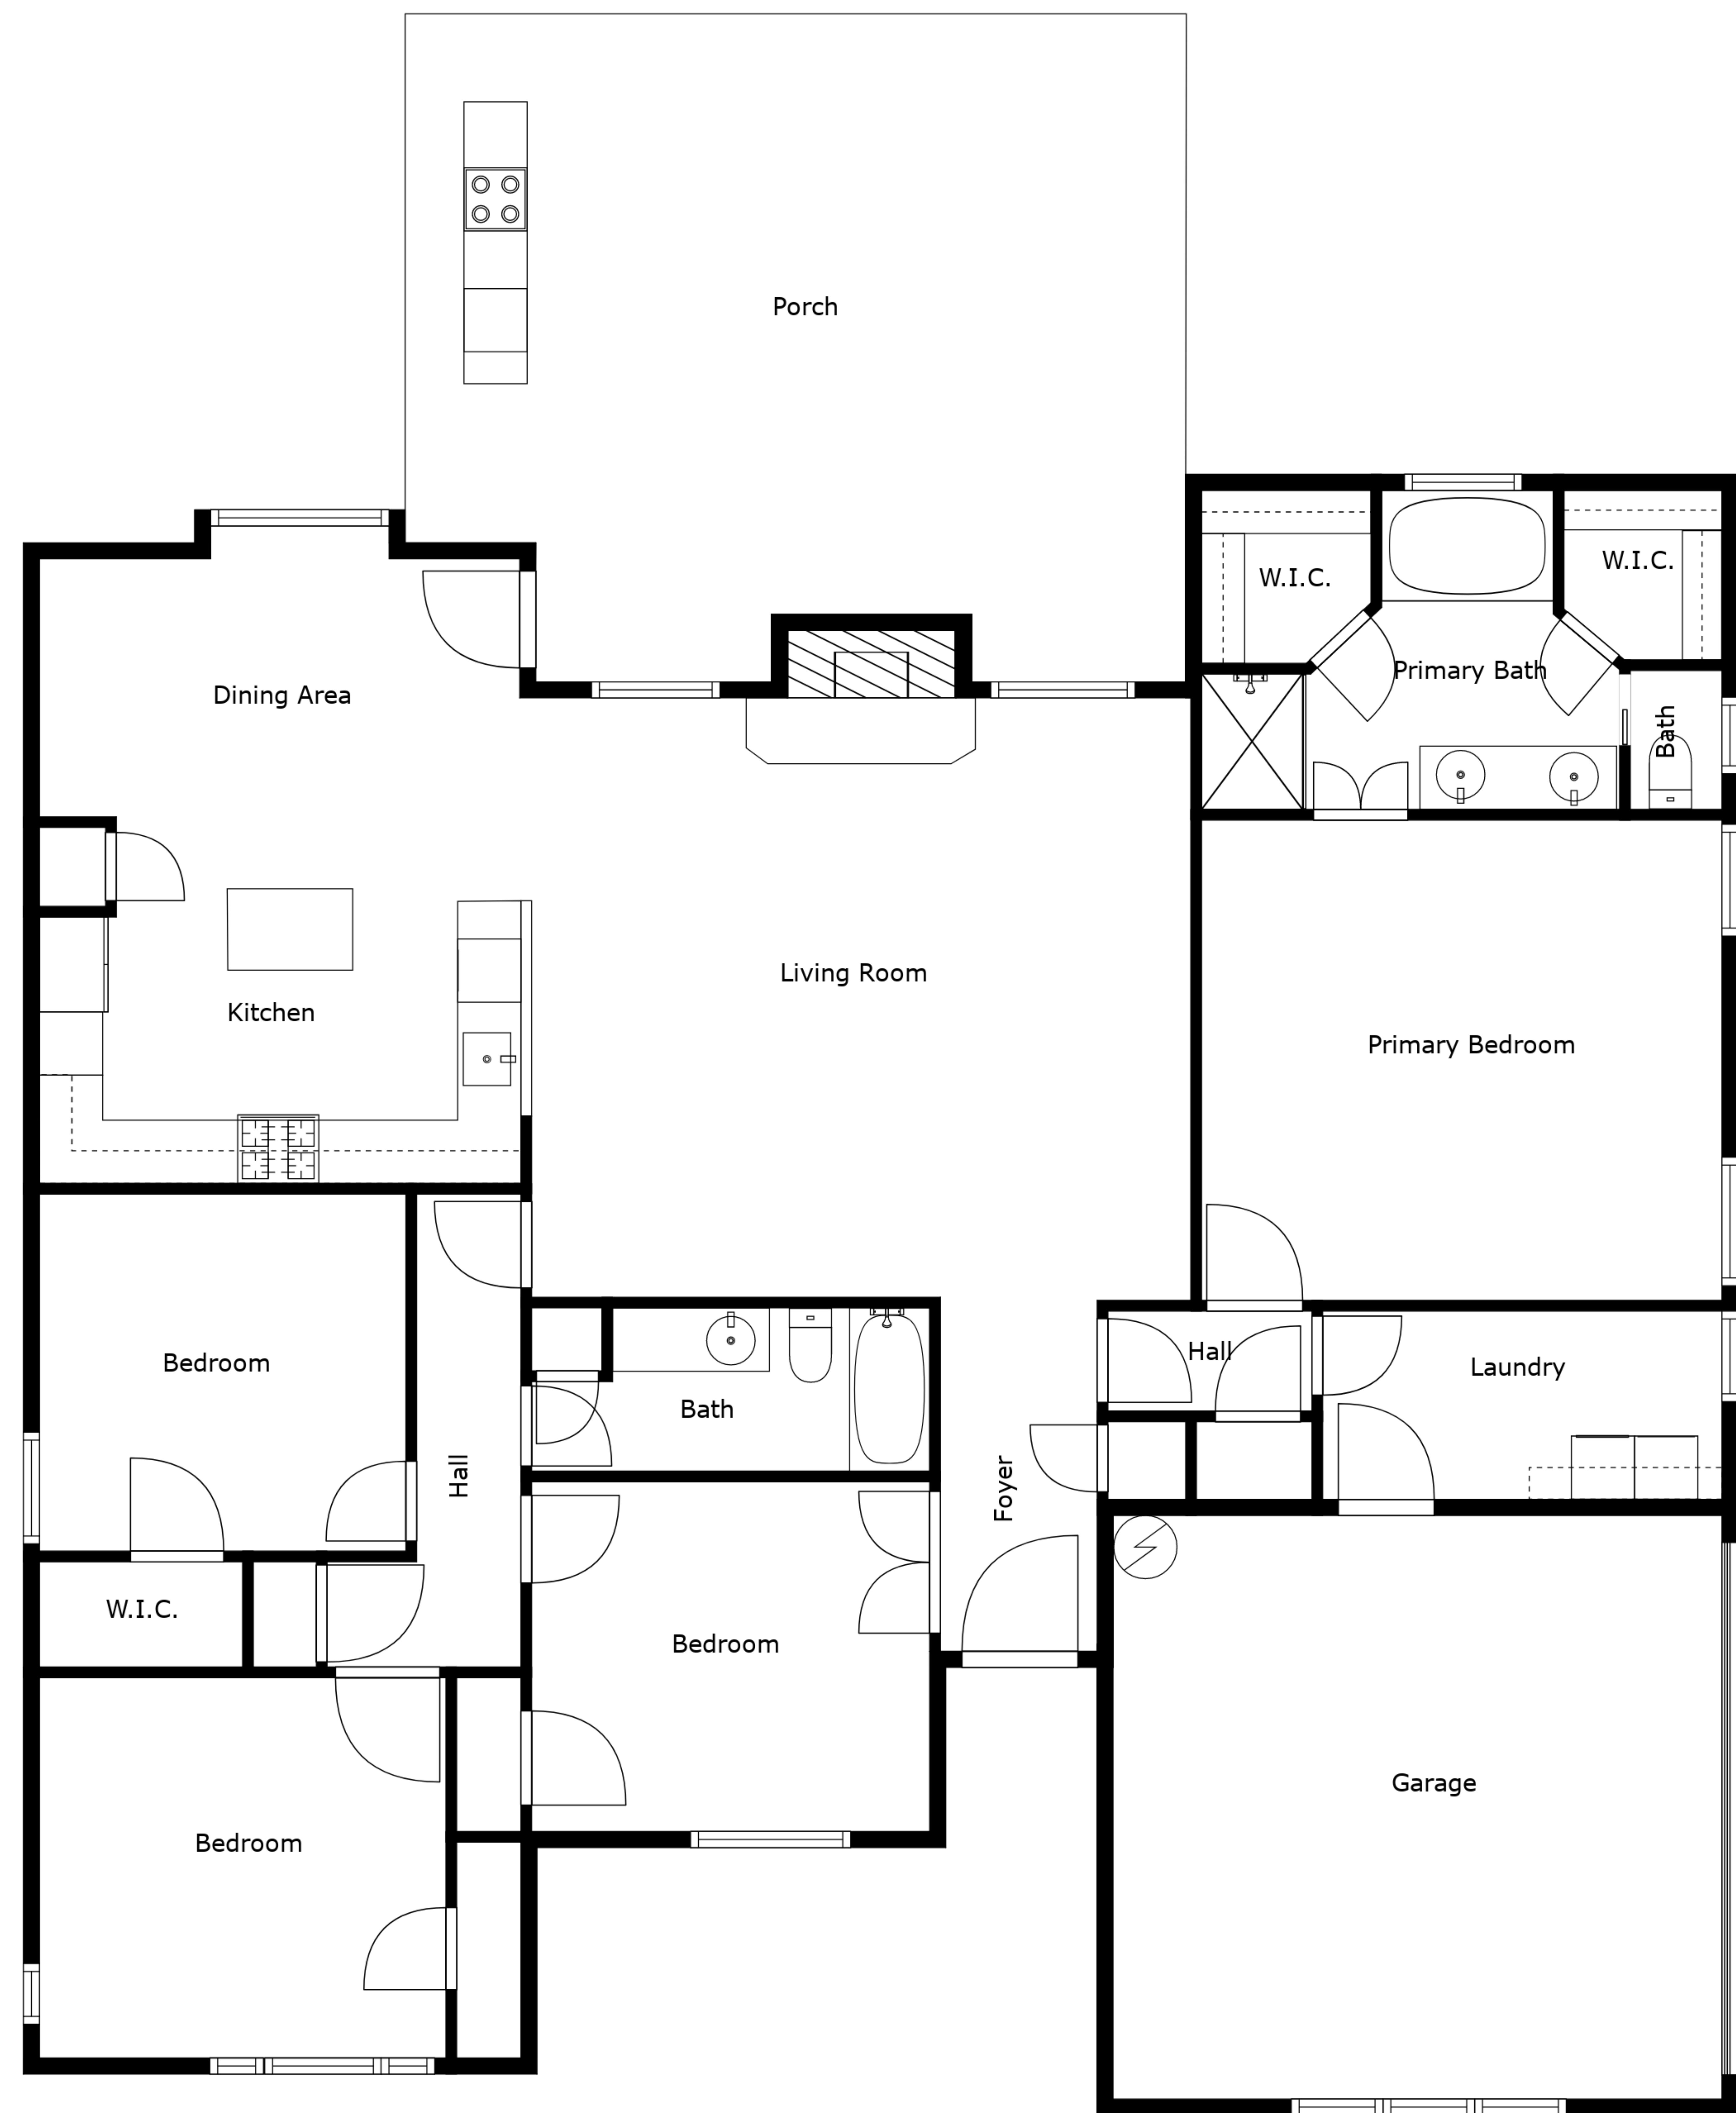 Porch
W.I.C.
W.I.C.
Primary Bath
Dining Area
Bath
Living Room
Kitchen
Primary Bedroom
Hall
Bedroom
Laundry
Bath
Hall
Foyer
W.I.C.
Bedroom
Garage
Bedroom